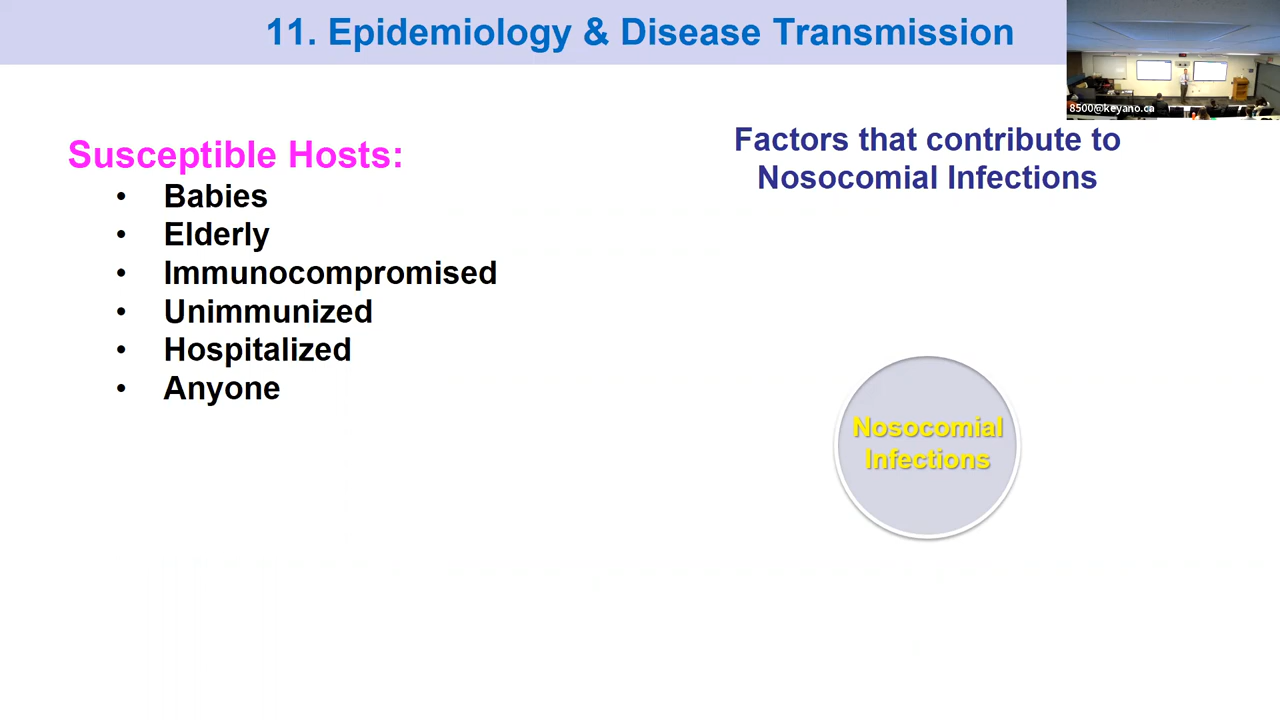 11. Epidemiology & Disease Transmission
8500@keyano.ca
Susceptible Hosts:
• Babies
• Elderly
• Immunocompromised
• Unimmunized
• Hospitalized
• Anyone
Factors that contribute to
Nosocomial Infections
Nosocomial
Infections